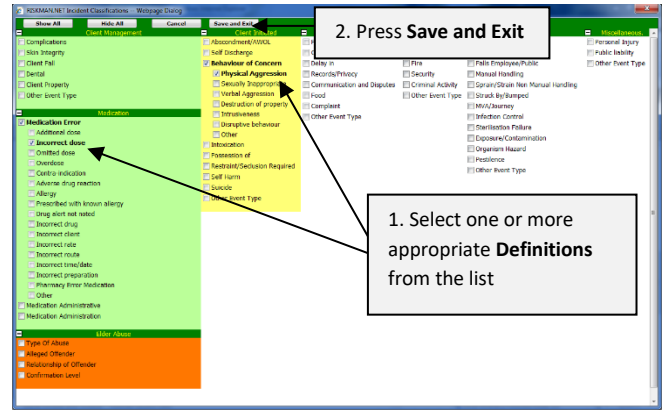 RISKMAN.NET Incident Classifications -- Webpage Dialog
Show All Hide All Cancel Save and Exit
Client Management
Complications
Skin Integrity
Client Fall
Dental
Client Property
Other Event Type
Medication
Medication Error
Additional dose
Incorrect dose
Omitted dose
Overdose
Contra-indication
Adverse drug reaction
Allergy
Prescribed with known allergy
Drug alert not noted
Incorrect drug
Incorrect client
Incorrect rate
Incorrect route
Incorrect time/date
Incorrect preparation
Pharmacy Error Medication
Other
Medication Administrative
Medication Administration
Elder Abuse
Type Of Abuse
Alleged Offender
Relationship of Offender
Confirmation Level
Client Initiated
Abscondment/AWOL
Self Discharge
Behaviour of Concern
Physical Aggression
Sexually Inappropriate
Verbal Aggression
Destruction of property
Intrusiveness
Disruptive behaviour
Other
Intoxication
Possession of
Restraint/Seclusion Required
Self Harm
Suicide
Other Event Type
Delay in
Records/Privacy
Communication and Disputes
Food
Complaint
Other Event Type
Fire
Security
Criminal Activity
Other Event Type
Falls Employee/Public
Manual Handling
Sprain/Strain Non Manual Handling
Struck By/Bumped
MVA/Journey
Infection Control
Sterilisation Failure
Exposure/Contamination
Organism Hazard
Pestilence
Other Event Type
Miscellaneous
Personal Injury
Public liability
Other Event Type
2. Press Save and Exit
1. Select one or more
appropriate Definitions
from the list